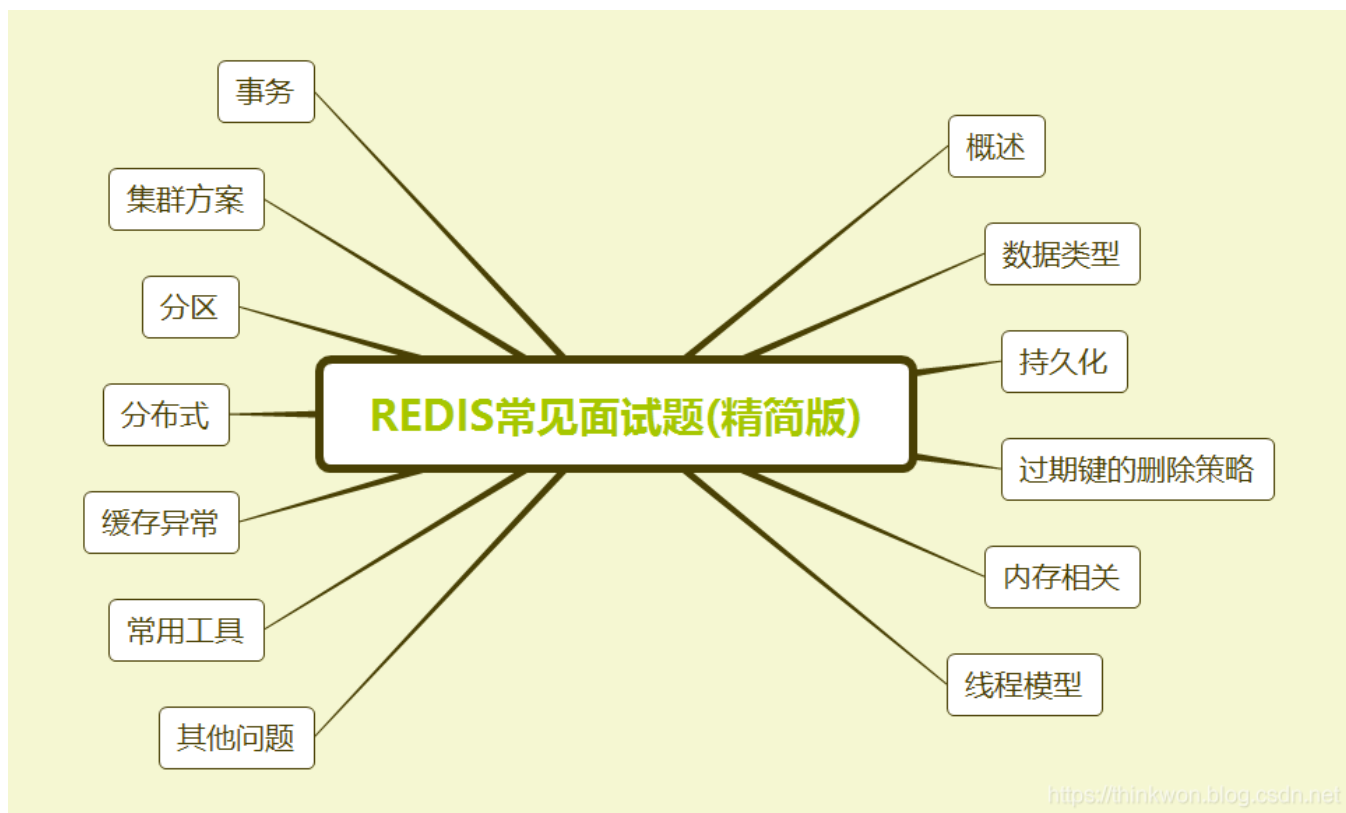 事务
概述
集群方案
数据类型
分区
持久化
REDIS常见面试题(精简版)
分布式
过期键的删除策略
缓存异常
内存相关
常用工具
线程模型
其他问题
https://thinkwon.blog.csdn.net